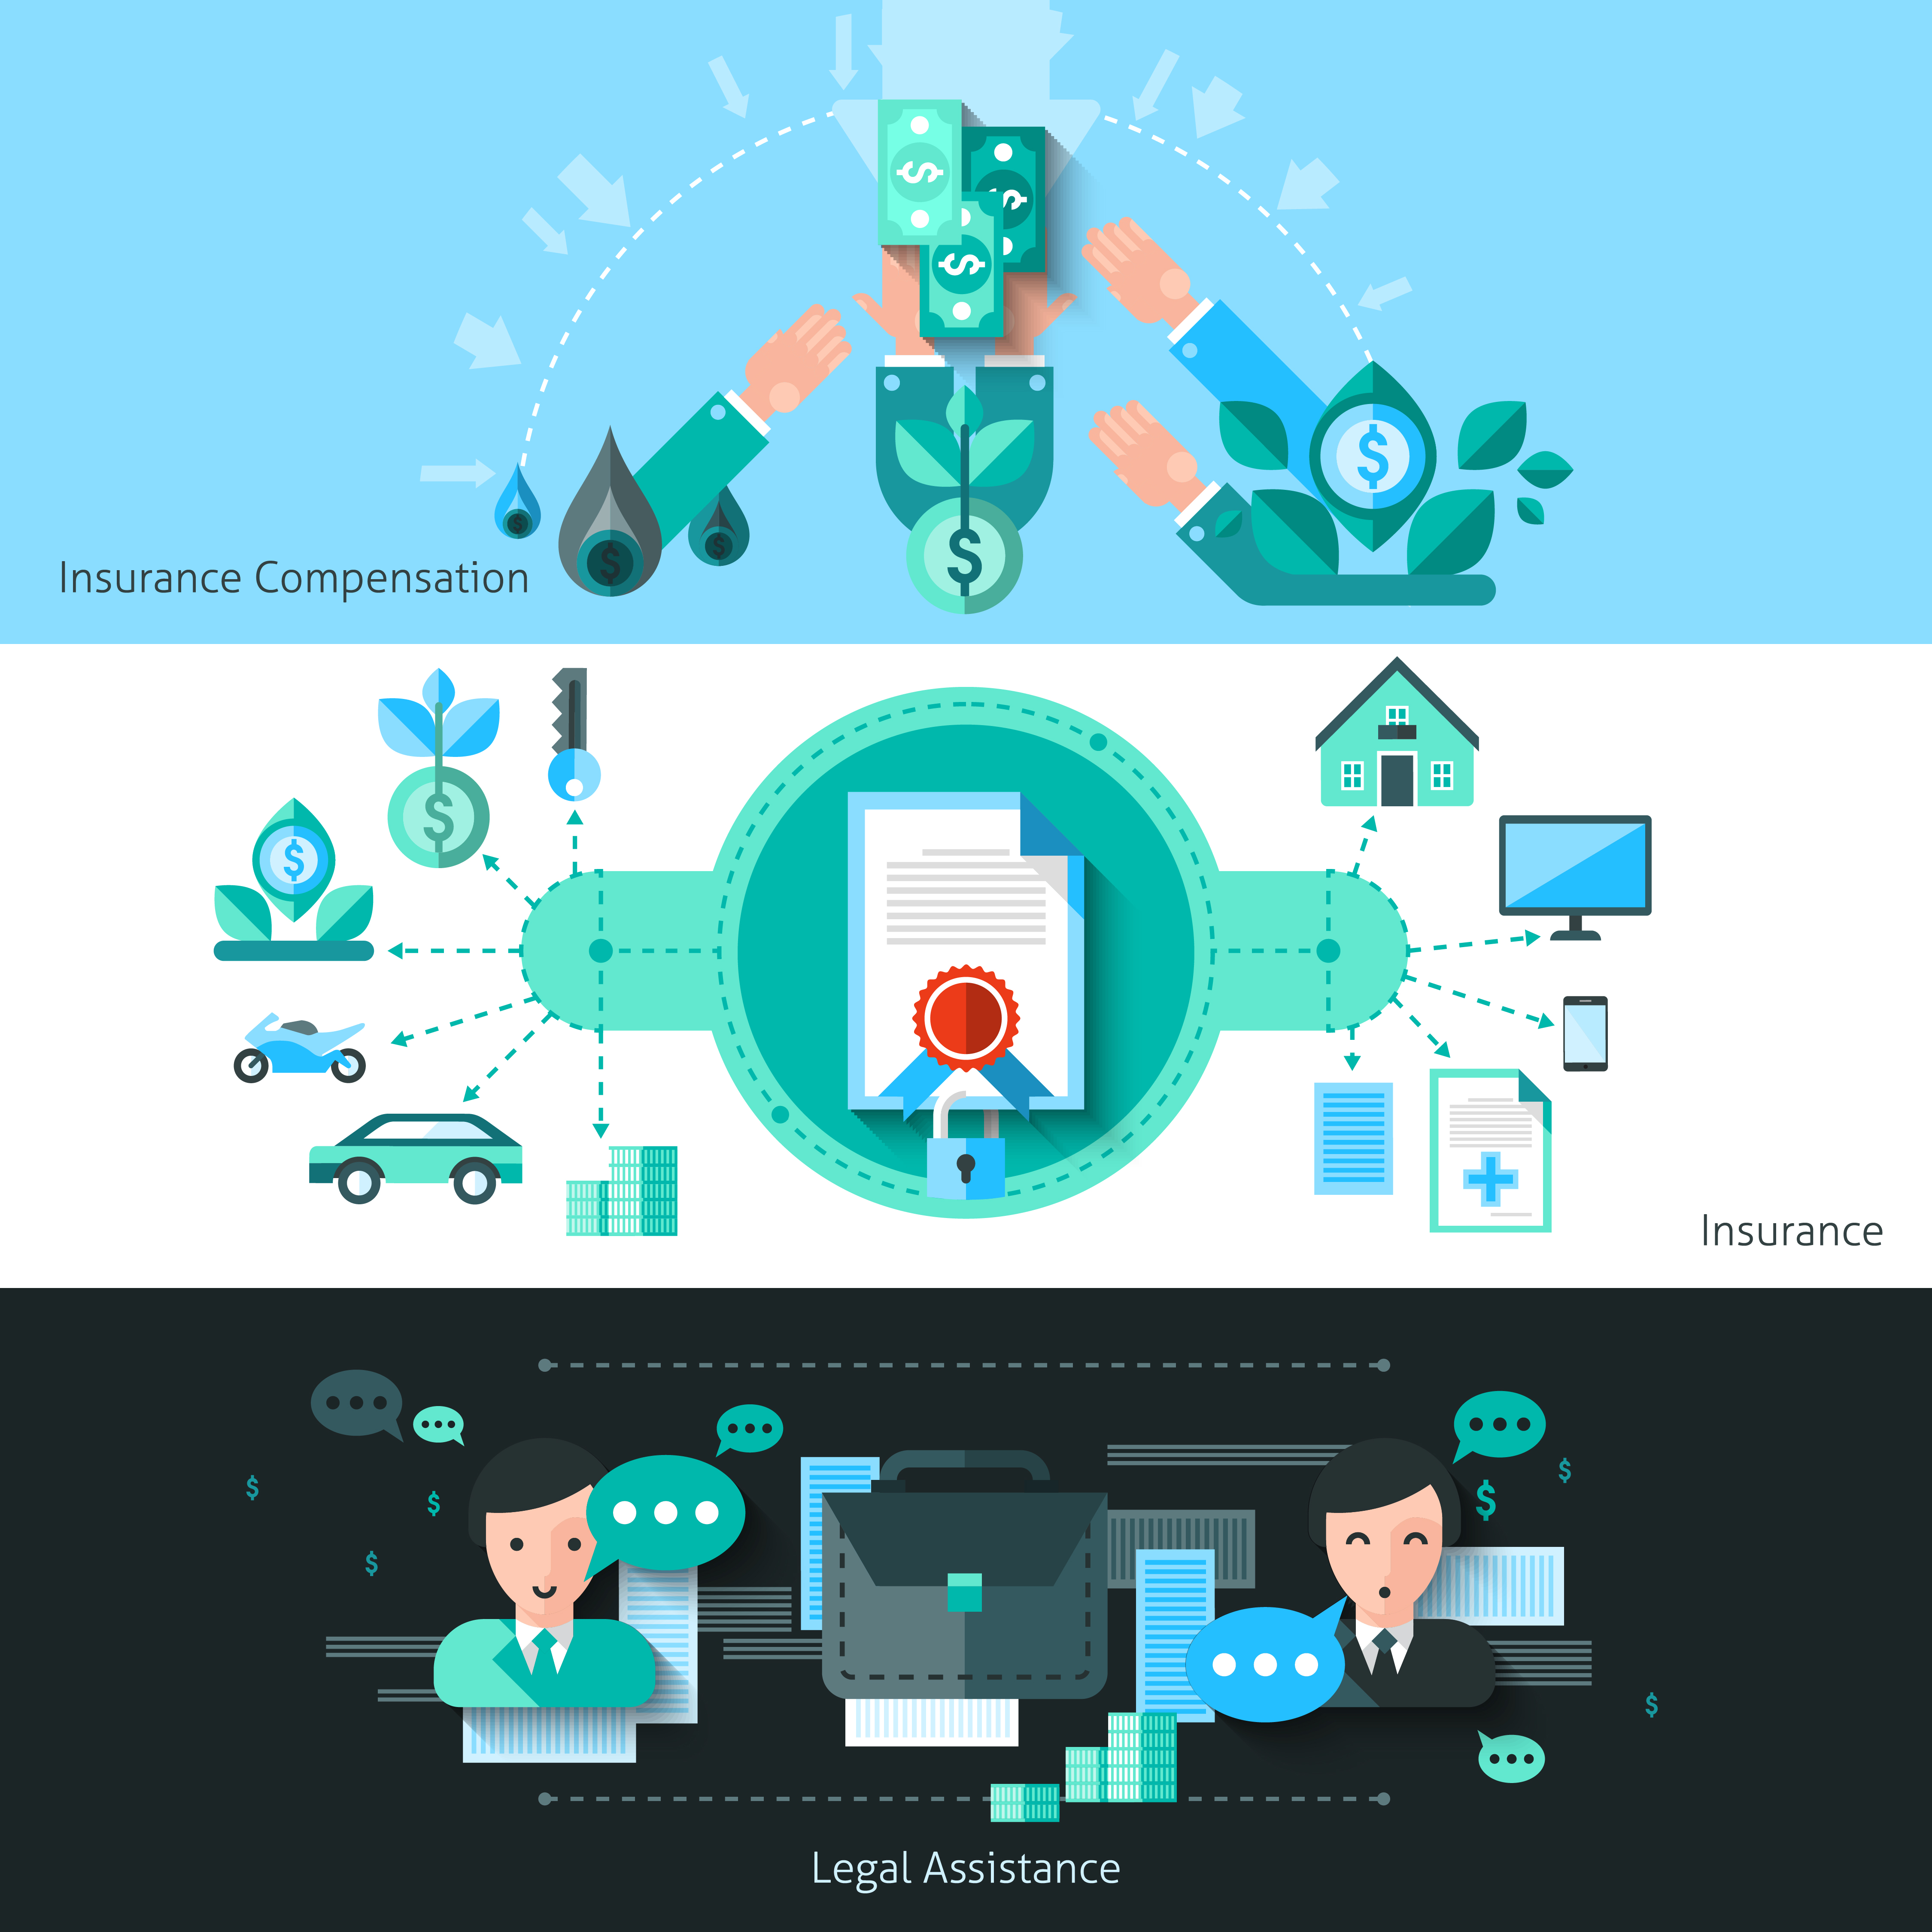 Insurance Compensation
Insurance
Legal Assistance